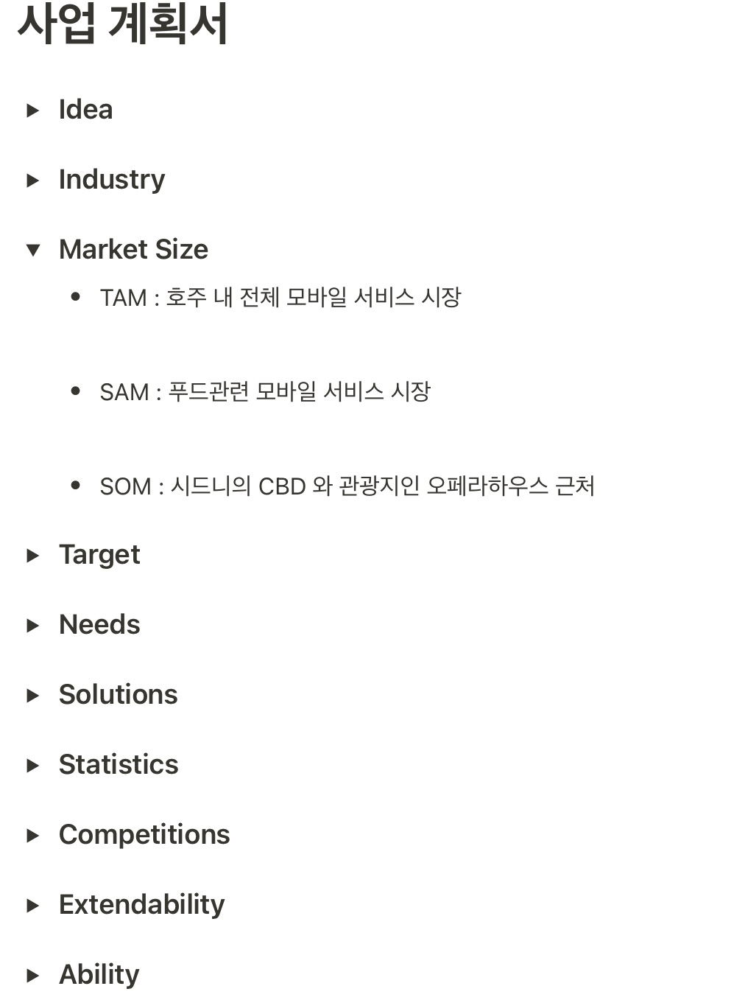 사업 계획서
Idea
Industry
Market Size
TAM : 호주 내 전체 모바일 서비스 시장
SAM : 푸드관련 모바일 서비스 시장
SOM : 시드니의 CBD 와 관광지인 오페라하우스 근처
Target
Needs
Solutions
Statistics
Competitions
Extendability
Ability